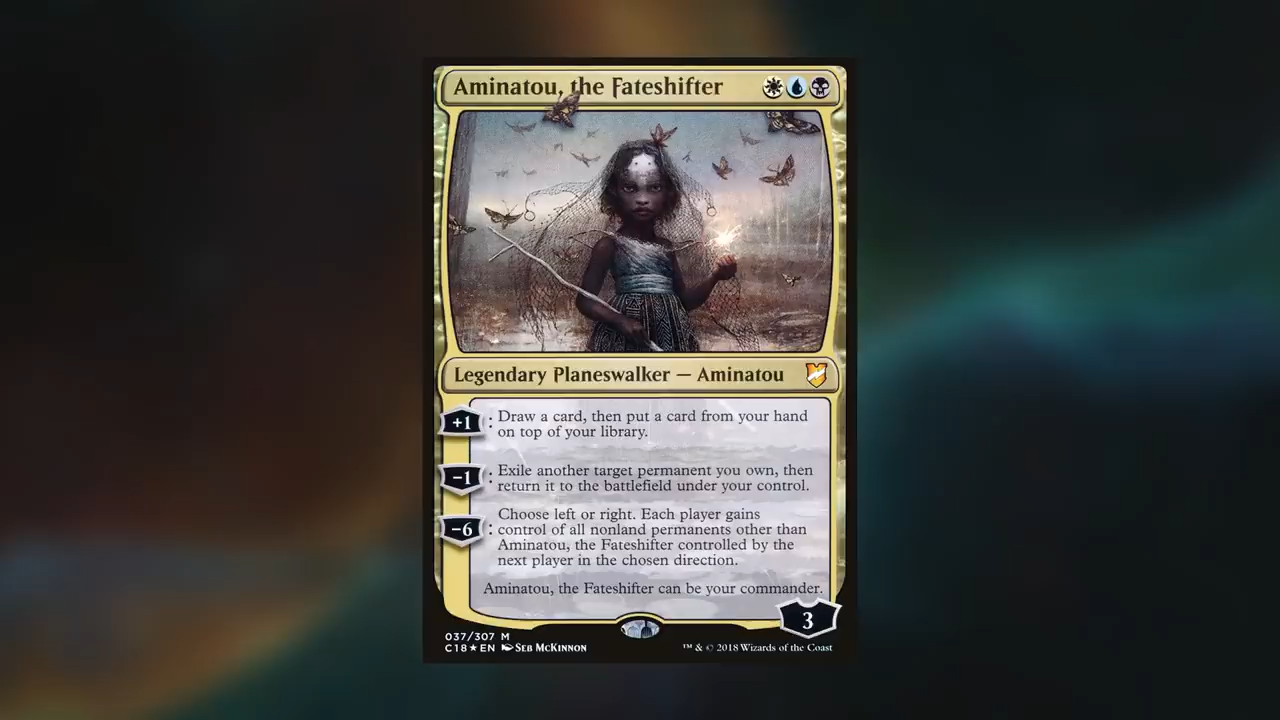 Aminatou, the Fateshifter
Legendary Planeswalker — Aminatou
+1: Draw a card, then put a card from your hand
on top of your library.
−1: Exile another target permanent you own, then
return it to the battlefield under your control.
Choose left or right. Each player gains
−6: control of all nonland permanents other than
Aminatou, the Fateshifter controlled by the
next player in the chosen direction.
Aminatou, the Fateshifter can be your commander.
3
037/307 M
C18★EN Seb McKinnon
™ & © 2018 Wizards of the Coast